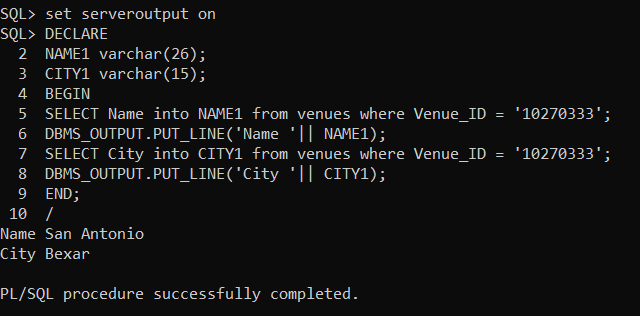 SQL> set serveroutput on
SQL> DECLARE
  2  NAME1 varchar(26);
  3  CITY1 varchar(15);
  4  BEGIN
  5  SELECT Name into NAME1 from venues where Venue_ID = '10270333';
  6  DBMS_OUTPUT.PUT_LINE('Name '|| NAME1);
  7  SELECT City into CITY1 from venues where Venue_ID = '10270333';
  8  DBMS_OUTPUT.PUT_LINE('City '|| CITY1);
  9  END;
 10  /
Name San Antonio
City Bexar
PL/SQL procedure successfully completed.